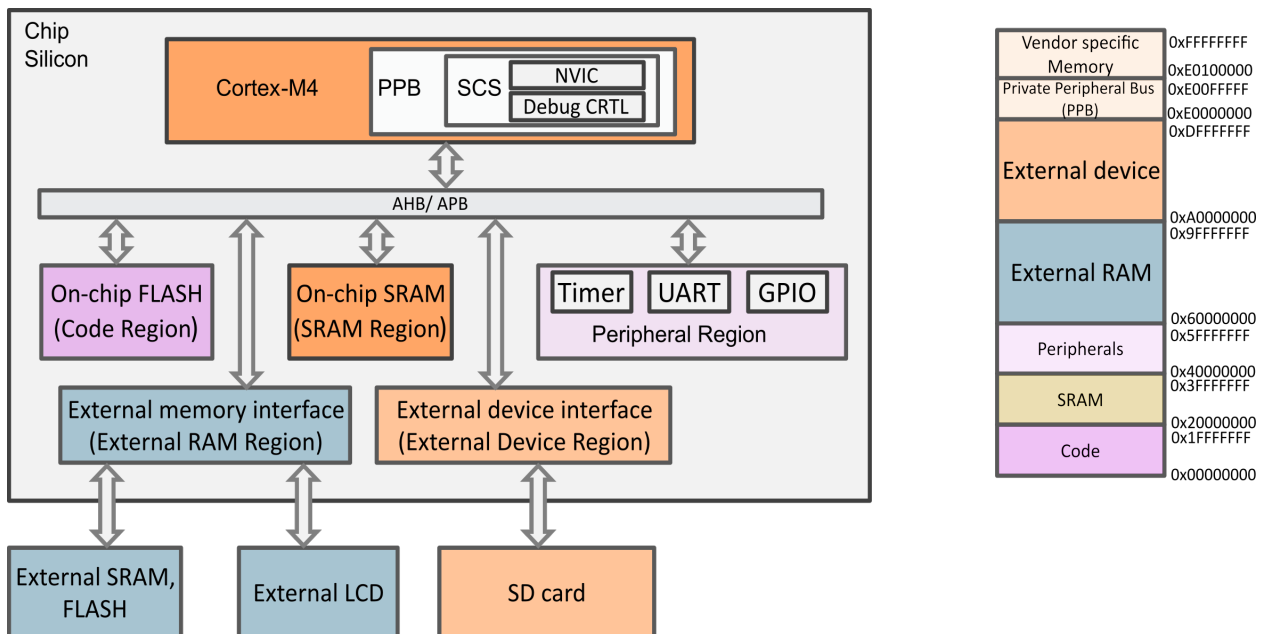 Chip
Silicon
Cortex-M4
PPB
SCS
NVIC
Debug CRTL
AHB/ APB
On-chip FLASH
(Code Region)
On-chip SRAM
(SRAM Region)
Timer
UART
GPIO
Peripheral Region
External memory interface
(External RAM Region)
External device interface
(External Device Region)
External SRAM,
FLASH
External LCD
SD card
Vendor specific
Memory
0xFFFFFFFF
0xE0100000
Private Peripheral Bus
(PPB)
0xE00FFFFF
0xE0000000
External device
0xDFFFFFFF
0xA0000000
External RAM
0x9FFFFFFF
0x60000000
Peripherals
0x5FFFFFFF
0x40000000
SRAM
0x3FFFFFFF
0x20000000
Code
0x1FFFFFFF
0x00000000